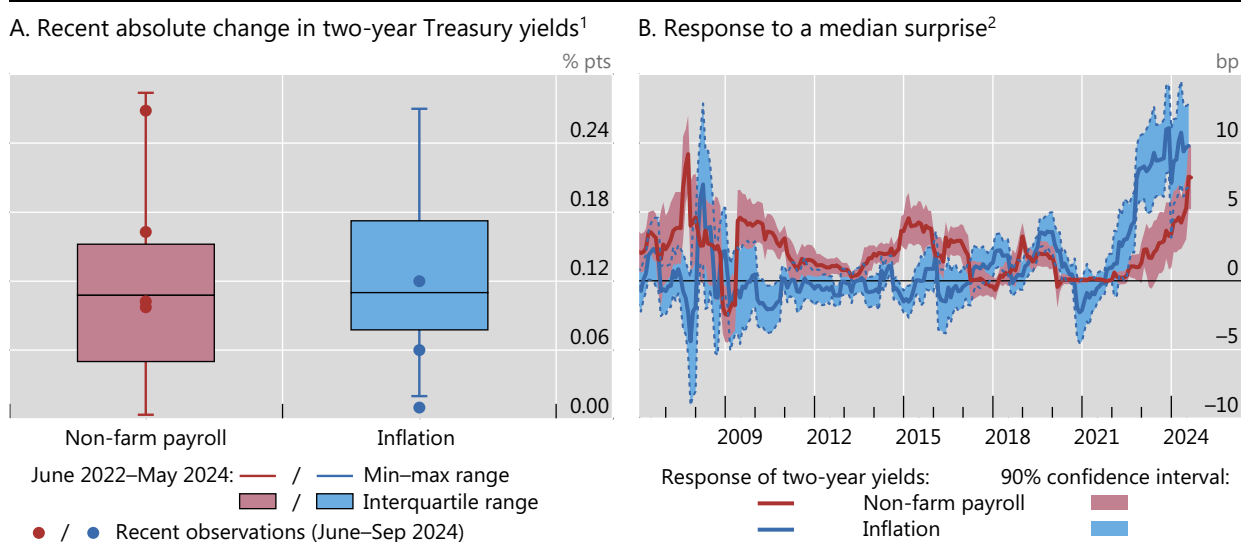 A. Recent absolute change in two-year Treasury yields¹
% pts
0.24
0.18
0.12
0.06
0.00
Non-farm payroll Inflation
June 2022–May 2024: / Min–max range
/ Interquartile range
/ Recent observations (June–Sep 2024)
B. Response to a median surprise²
bp
10
5
0
–5
–10
2009 2012 2015 2018 2021 2024
Response of two-year yields: 90% confidence interval:
Non-farm payroll
Inflation